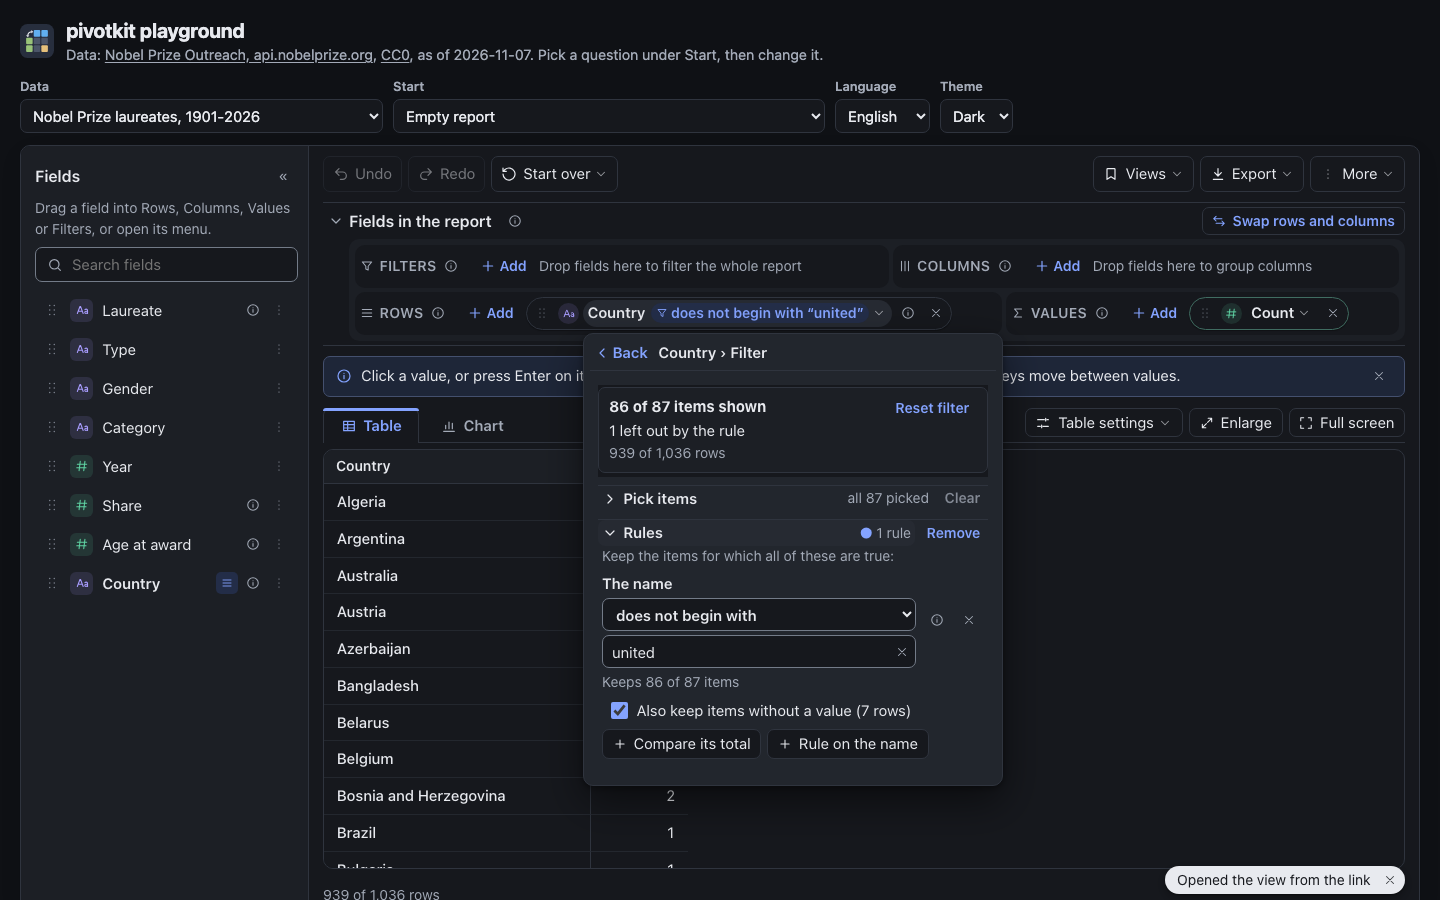 pivotkit playground
Data: Nobel Prize Outreach, api.nobelprize.org, CC0, as of 2026-11-07. Pick a question under Start, then change it.
Data
Start
Language
Theme
Nobel Prize laureates, 1901-2026
Empty report
English
Dark
Fields
«
Drag a field into Rows, Columns, Values
or Filters, or open its menu.
Search fields
Aa Laureate
Aa Type
Aa Gender
Aa Category
# Year
# Share
# Age at award
Aa Country
Undo
Redo
Start over
Views
Export
More
Fields in the report
Swap rows and columns
FILTERS
+ Add
Drop fields here to filter the whole report
COLUMNS
+ Add
Drop fields here to group columns
ROWS
+ Add
Aa Country
does not begin with “united”
Σ VALUES
+ Add
# Count
Click a value, or press Enter on it
eys move between values.
Table
Chart
Table settings
Enlarge
Full screen
Country
Algeria
Argentina
Australia
Austria
Azerbaijan
Bangladesh
Belarus
Belgium
Bosnia and Herzegovina
2
Brazil
1
Bulgaria
1
939 of 1,036 rows
Back
Country › Filter
86 of 87 items shown
Reset filter
1 left out by the rule
939 of 1,036 rows
Pick items
all 87 picked
Clear
Rules
1 rule
Remove
Keep the items for which all of these are true:
The name
does not begin with
united
Keeps 86 of 87 items
Also keep items without a value (7 rows)
+ Compare its total
+ Rule on the name
Opened the view from the link